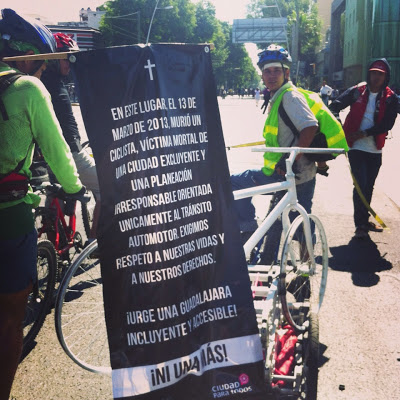 EN ESTE LUGAR, EL 13 DE
MARZO DE 2013, MURIÓ UN
CICLISTA, VÍCTIMA MORTAL DE
UNA CIUDAD EXCLUYENTE Y
UNA PLANEACIÓN
IRRESPONSABLE ORIENTADA
UNICAMENTE AL TRÁNSITO
AUTOMOTOR. EXIGIMOS
RESPETO A NUESTRAS VIDAS Y
A NUESTROS DERECHOS.
¡URGE UNA GUADALAJARA
INCLUYENTE Y ACCESIBLE!
¡NI UNA MÁS!
CIUDAD
PARA TODOS